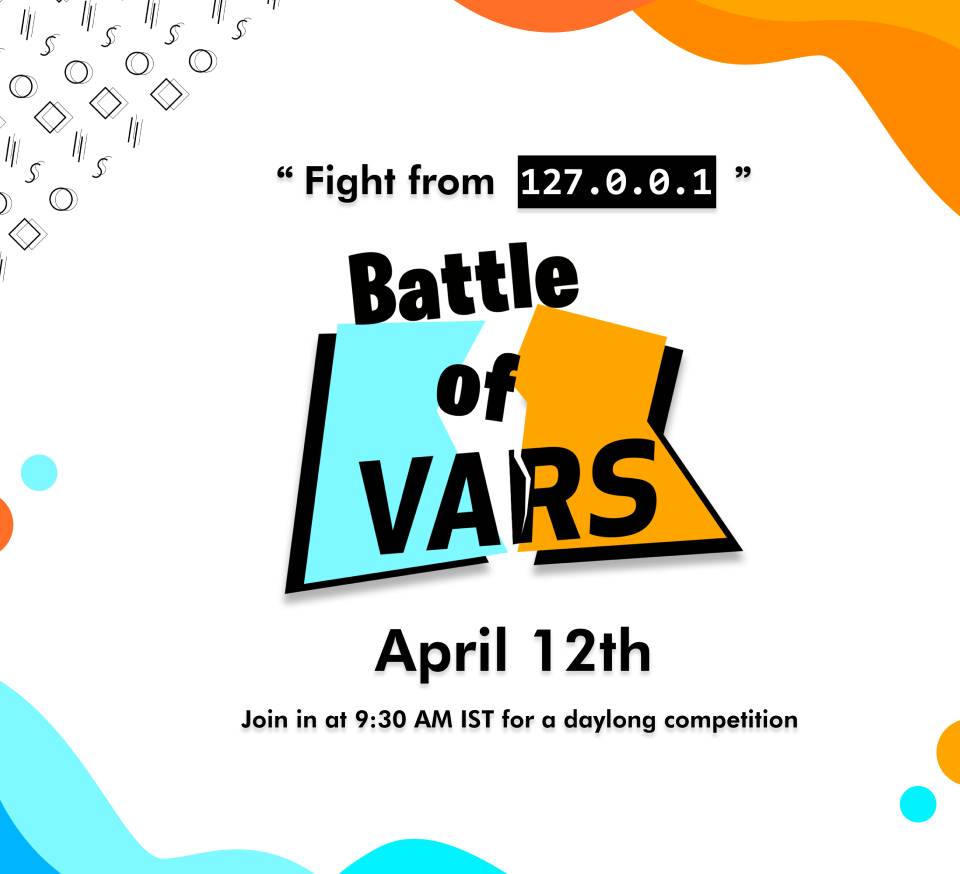 “ Fight from 127.0.0.1 ”
Battle
of
VARS
April 12th
Join in at 9:30 AM IST for a daylong competition